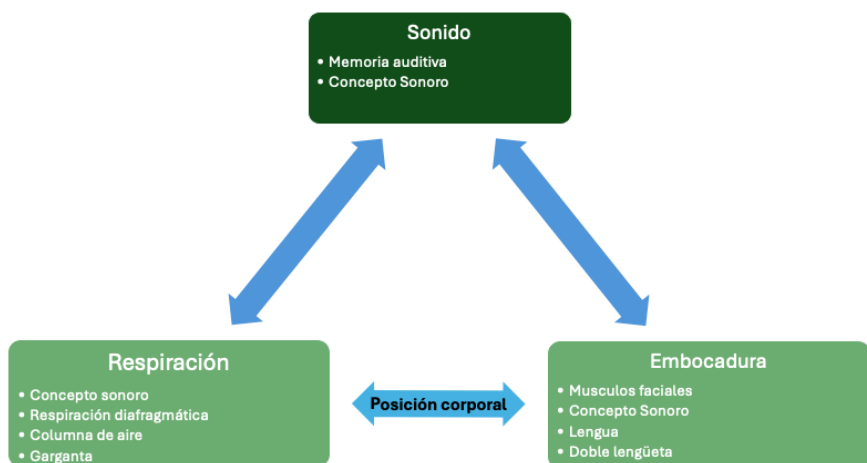 Sonido
• Memoria auditiva
• Concepto Sonoro
Respiración
• Concepto sonoro
• Respiración diafragmática
• Columna de aire
• Garganta
Posición corporal
Embocadura
• Musculos faciales
• Concepto Sonoro
• Lengua
• Doble lengüeta